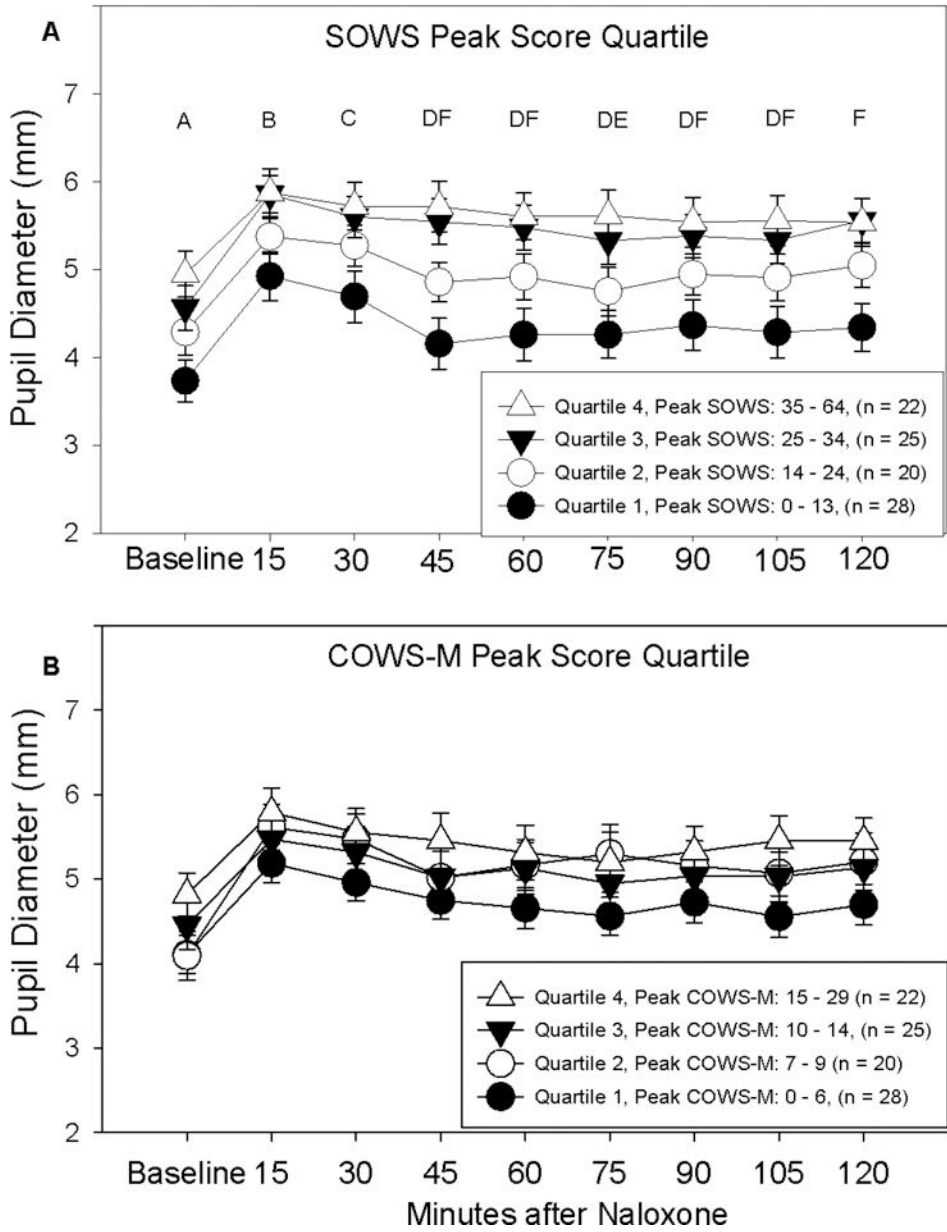 A
SOWS Peak Score Quartile
7
A B C DF DF DE DF DF F
6
5
4
3
2
Pupil Diameter (mm)
Quartile 4, Peak SOWS: 35 - 64, (n = 22)
Quartile 3, Peak SOWS: 25 - 34, (n = 25)
Quartile 2, Peak SOWS: 14 - 24, (n = 20)
Quartile 1, Peak SOWS: 0 - 13, (n = 28)
Baseline 15 30 45 60 75 90 105 120
B
COWS-M Peak Score Quartile
7
6
5
4
3
2
Pupil Diameter (mm)
Quartile 4, Peak COWS-M: 15 - 29 (n = 22)
Quartile 3, Peak COWS-M: 10 - 14, (n = 25)
Quartile 2, Peak COWS-M: 7 - 9 (n = 20)
Quartile 1, Peak COWS-M: 0 - 6, (n = 28)
Baseline 15 30 45 60 75 90 105 120
Minutes after Naloxone